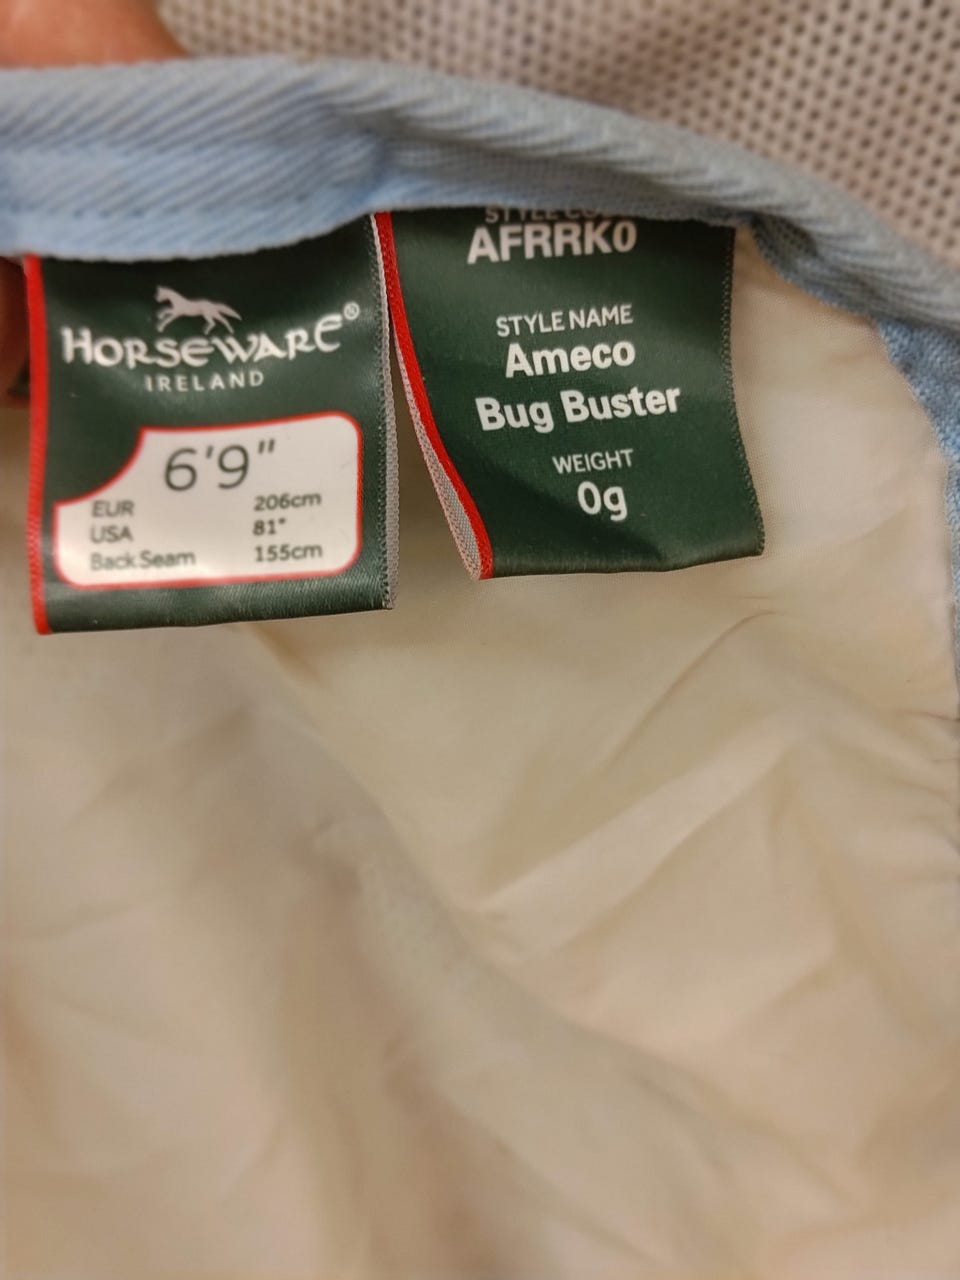 HORSEWARE®
IRELAND
6'9"
EUR 206cm
USA 81"
Back Seam 155cm
STYLE
AFRRK0
STYLE NAME
Ameco
Bug Buster
WEIGHT
0g